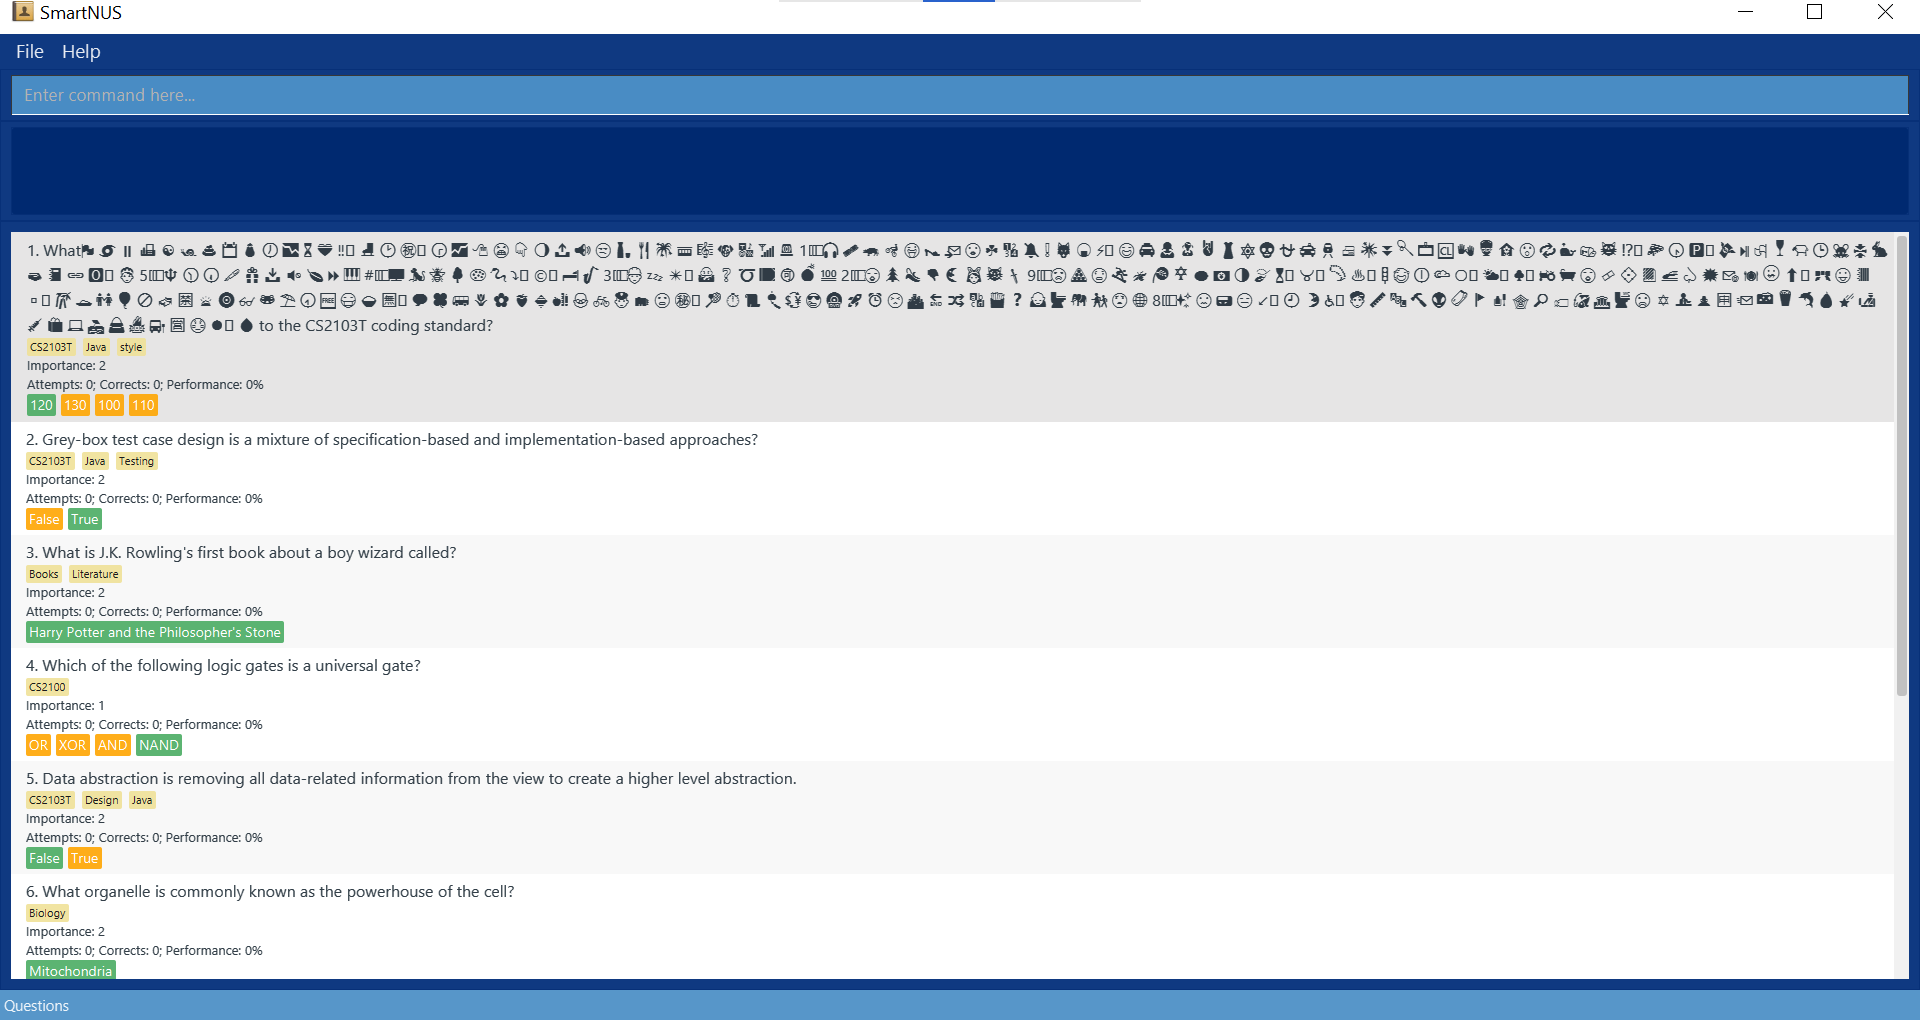 SmartNUS
File Help
Enter command here...
1. What
to the CS2103T coding standard?
CS2103T Java style
Importance: 2
Attempts: 0; Corrects: 0; Performance: 0%
120 130 100 110
2. Grey-box test case design is a mixture of specification-based and implementation-based approaches?
CS2103T Java Testing
Importance: 2
Attempts: 0; Corrects: 0; Performance: 0%
False True
3. What is J.K. Rowling's first book about a boy wizard called?
Books Literature
Importance: 2
Attempts: 0; Corrects: 0; Performance: 0%
Harry Potter and the Philosopher's Stone
4. Which of the following logic gates is a universal gate?
CS2100
Importance: 1
Attempts: 0; Corrects: 0; Performance: 0%
OR XOR AND NAND
5. Data abstraction is removing all data-related information from the view to create a higher level abstraction.
CS2103T Design Java
Importance: 2
Attempts: 0; Corrects: 0; Performance: 0%
False True
6. What organelle is commonly known as the powerhouse of the cell?
Biology
Importance: 2
Attempts: 0; Corrects: 0; Performance: 0%
Mitochondria
Questions